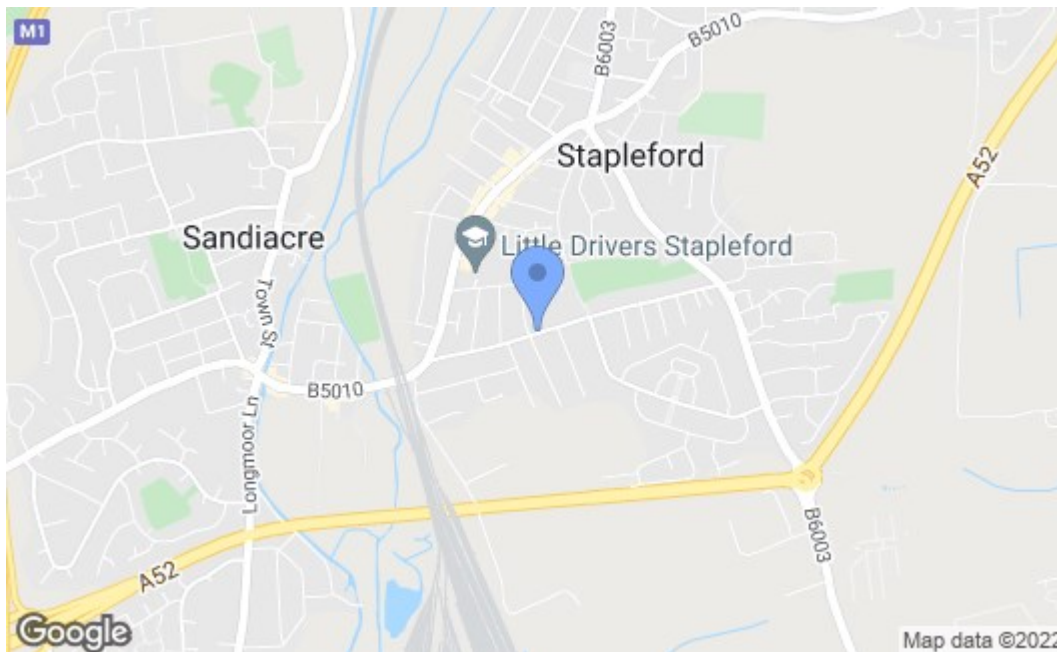 M1
B5010
B6003
Stapleford
A52
Sandiacre
Little Drivers Stapleford
Town St
B5010
Longmoor Ln
B6003
A52
Google
Map data ©2022